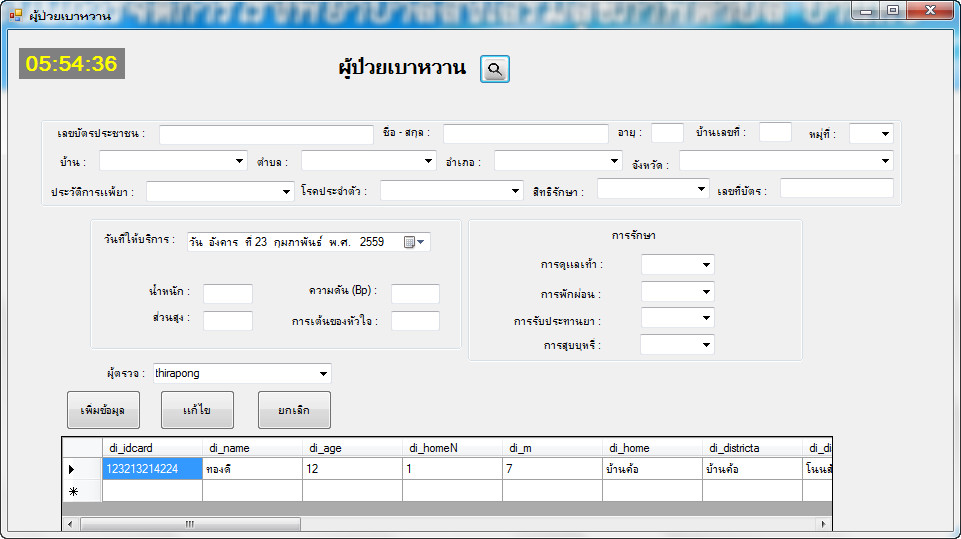 ผู้ป่วยเบาหวาน
05:54:36
ผู้ป่วยเบาหวาน
เลขบัตรประชาชน : ชื่อ - สกุล : อายุ : บ้านเลขที่ : หมู่ที่ :
บ้าน : ตำบล : อำเภอ : จังหวัด :
ประวัติการแพ้ยา : โรคประจำตัว : สิทธิรักษา : เลขที่บัตร :
วันที่ให้บริการ : วัน อังคาร ที่ 23 กุมภาพันธ์ พ.ศ. 2559
น้ำหนัก : ความดัน (Bp) :
ส่วนสูง : การเต้นของหัวใจ :
การรักษา
การดูแลเท้า :
การพักผ่อน :
การรับประทานยา :
การสูบบุหรี่ :
ผู้ตรวจ : thirapong
เพิ่มข้อมูล แก้ไข ยกเลิก
di_idcard di_name di_age di_homeN di_m di_home di_districta di_di
123213214224 ทองดี 12 1 7 บ้านค้อ บ้านค้อ